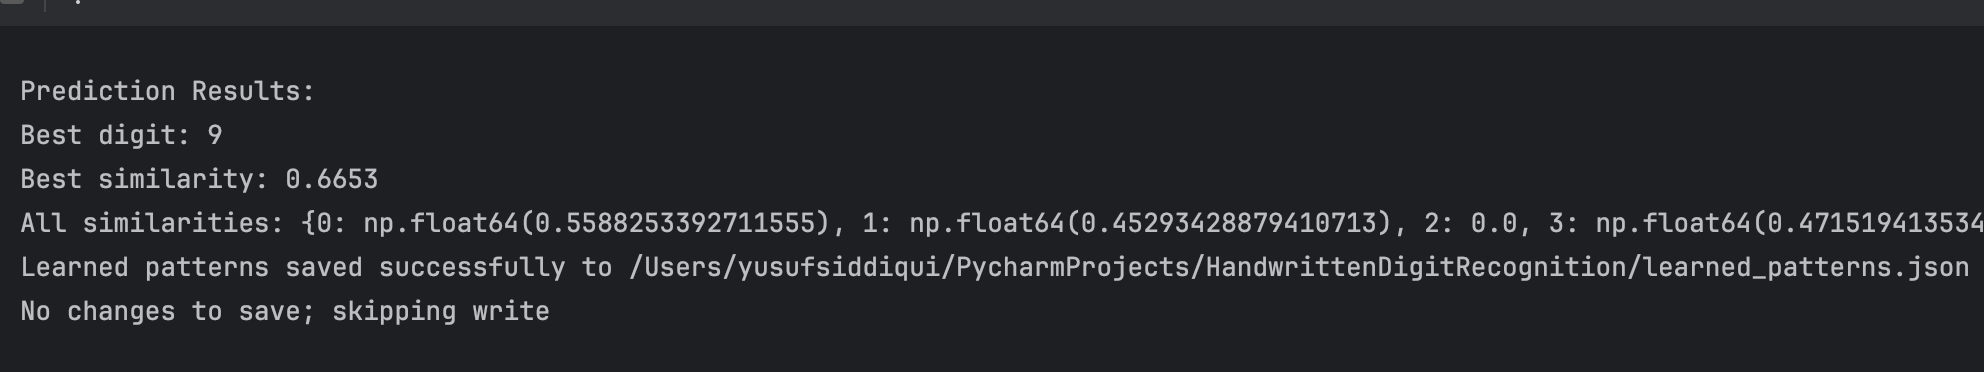 Prediction Results:
Best digit: 9
Best similarity: 0.6653
All similarities: {0: np.float64(0.5588253392711555), 1: np.float64(0.45293428879410713), 2: 0.0, 3: np.float64(0.471519413534
Learned patterns saved successfully to /Users/yusufsiddiqui/PycharmProjects/HandwrittenDigitRecognition/learned_patterns.json
No changes to save; skipping write